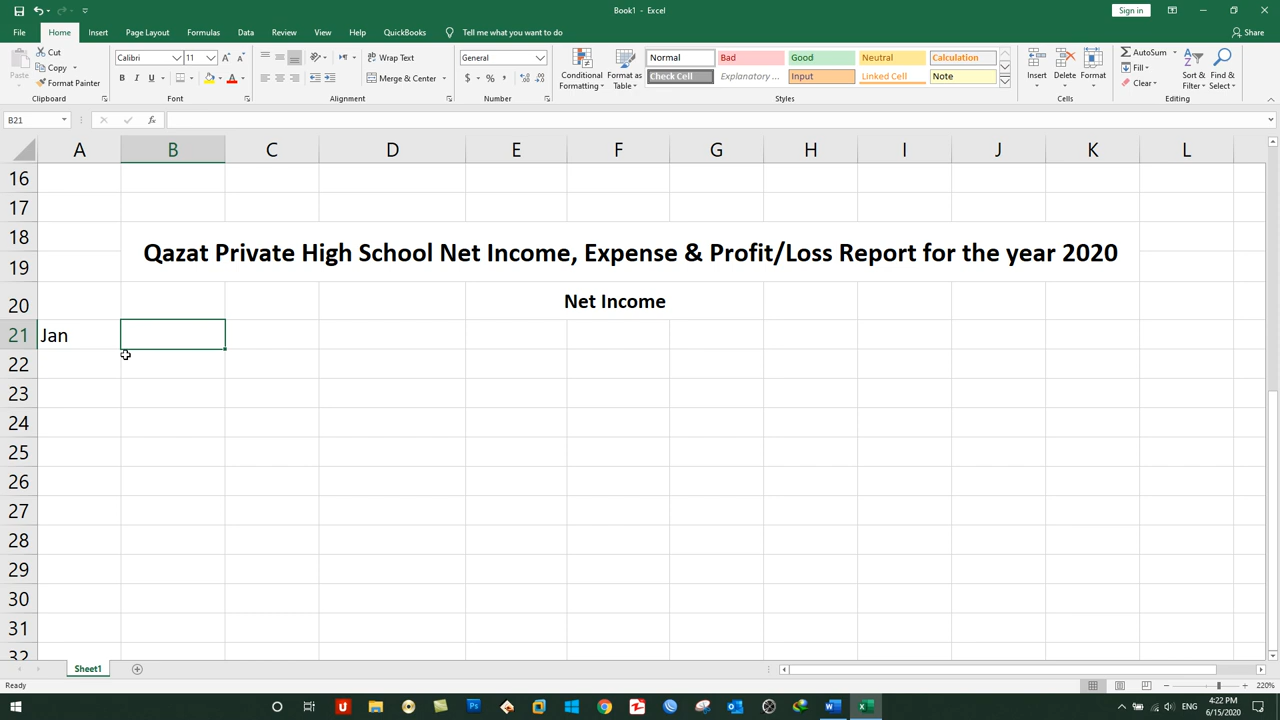 Book1 - Excel
Sign in
File Home Insert Page Layout Formulas Data Review View Help QuickBooks Tell me what you want to do Share
Paste
Cut
Copy
Format Painter
Clipboard
Calibri 11
B I U
Font
Wrap Text
Merge & Center
Alignment
General
$ % ,
Number
Conditional Formatting
Format as Table
Normal Bad Good Neutral Calculation
Check Cell Explanatory ... Input Linked Cell Note
Styles
Insert Delete Format
Cells
AutoSum
Fill
Clear
Sort & Filter
Find & Select
Editing
B21 fx
A B C D E F G H I J K L
16
17
18
Qazat Private High School Net Income, Expense & Profit/Loss Report for the year 2020
19
20 Net Income
21 Jan
22
23
24
25
26
27
28
29
30
31
32
Sheet1
Ready 220%
ENG 4:22 PM
6/15/2020